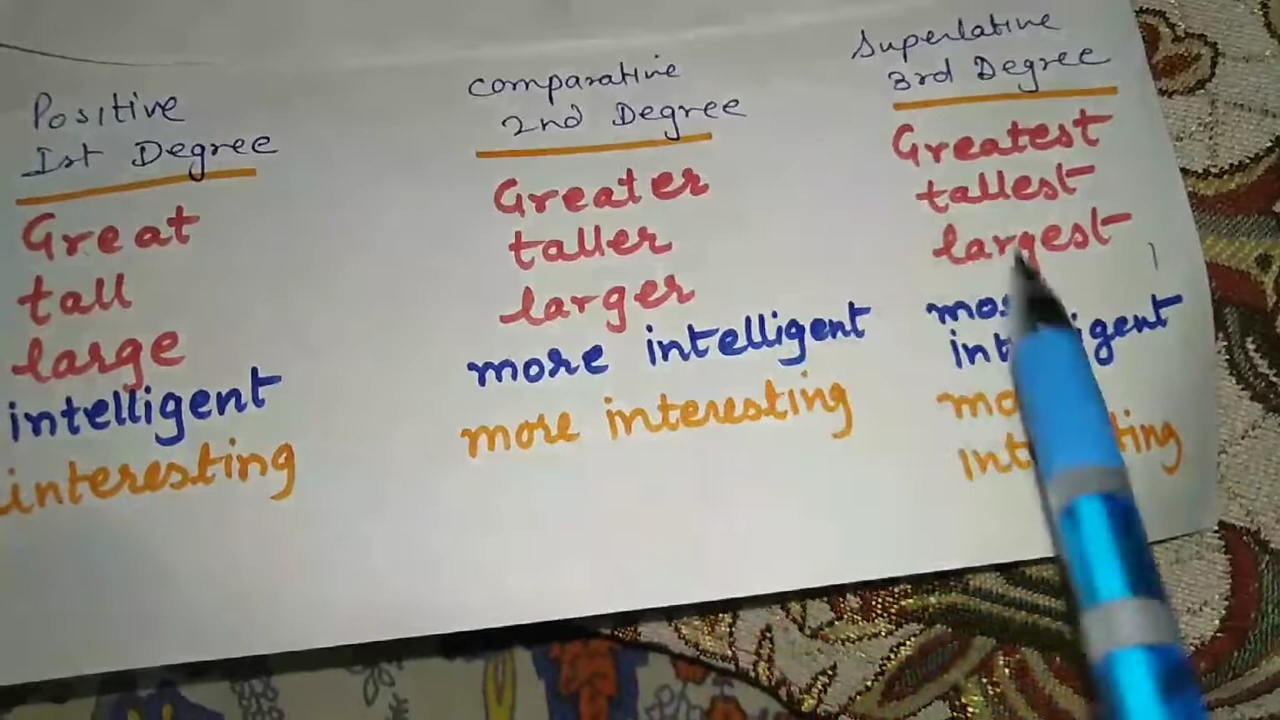 Positive
Ist Degree
Great
tall
large
intelligent
interesting
comparative
2nd Degree
Greater
taller
larger
more intelligent
more interesting
Superlative
3rd Degree
Greatest
tallest
largest